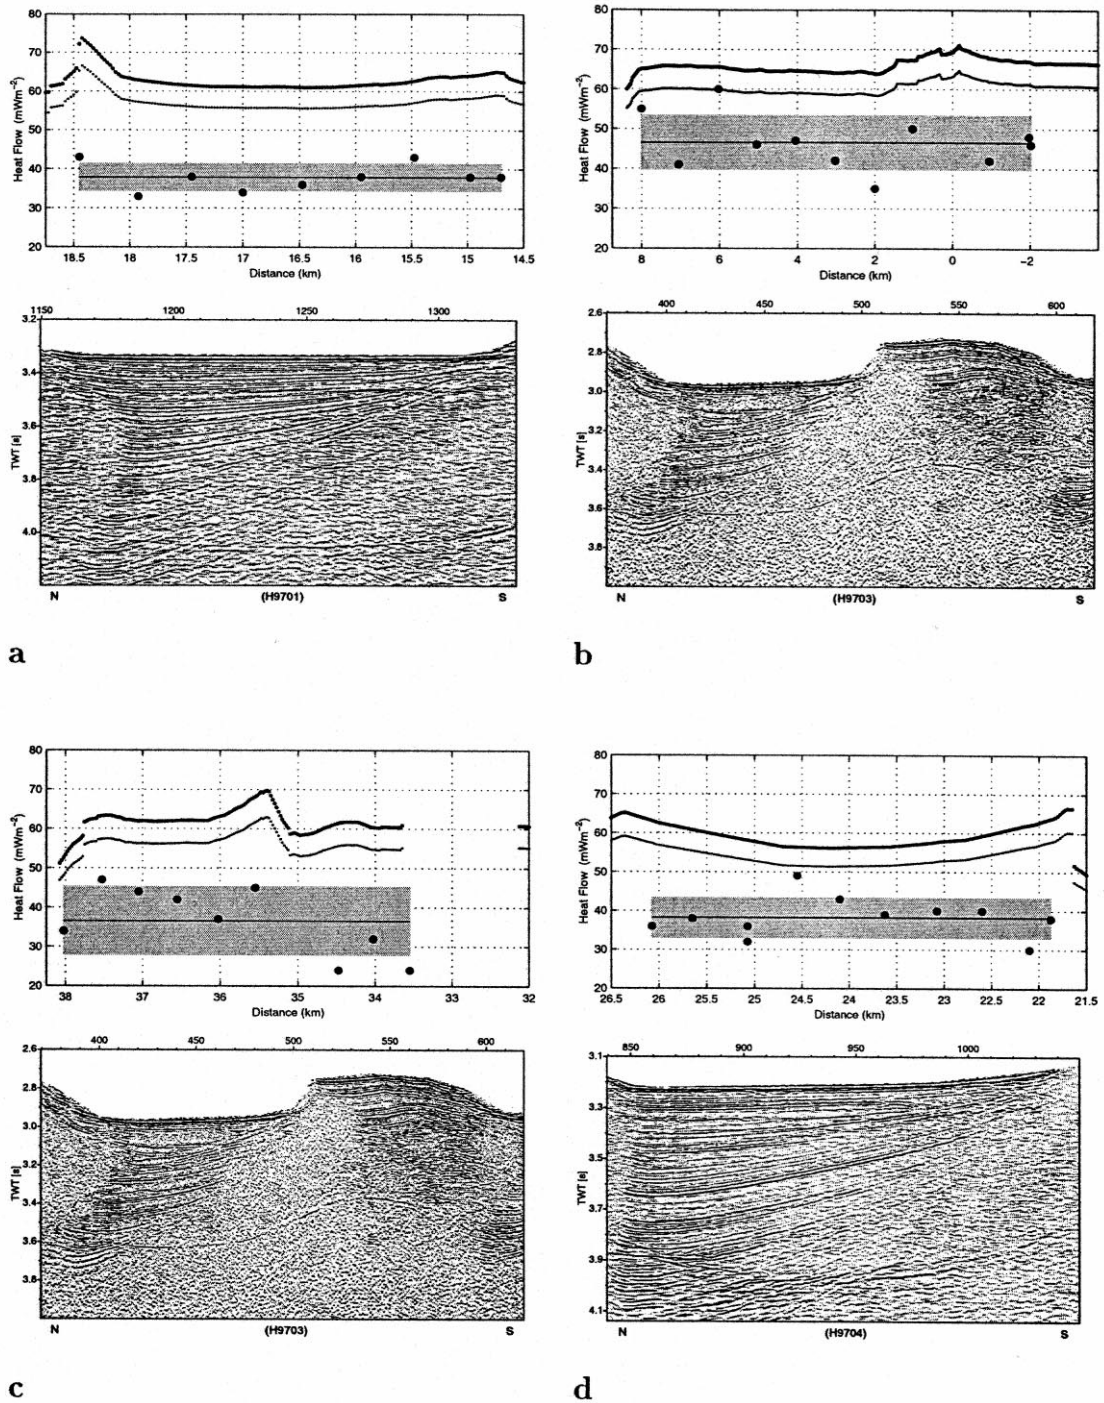 80
70
60
50
40
30
20
Heat Flow (mWm-2)
18.5 18 17.5 17 16.5 16 15.5 15 14.5
Distance (km)
1150 1200 1250 1300
3.2
3.4
3.6
3.8
4.0
TWT [s]
N (H9701) S
a
80
70
60
50
40
30
20
Heat Flow (mWm-2)
8 6 4 2 0 -2
Distance (km)
400 450 500 550 600
2.6
2.8
3.0
3.2
3.4
3.6
3.8
TWT [s]
N (H9703) S
b
80
70
60
50
40
30
20
Heat Flow (mWm-2)
38 37 36 35 34 33 32
Distance (km)
400 450 500 550 600
2.6
2.8
3.0
3.2
3.4
3.6
3.8
TWT [s]
N (H9703) S
c
80
70
60
50
40
30
20
Heat Flow (mWm-2)
26.5 26 25.5 25 24.5 24 23.5 23 22.5 22 21.5
Distance (km)
850 900 950 1000
3.1
3.3
3.5
3.7
3.9
4.1
TWT [s]
N (H9704) S
d